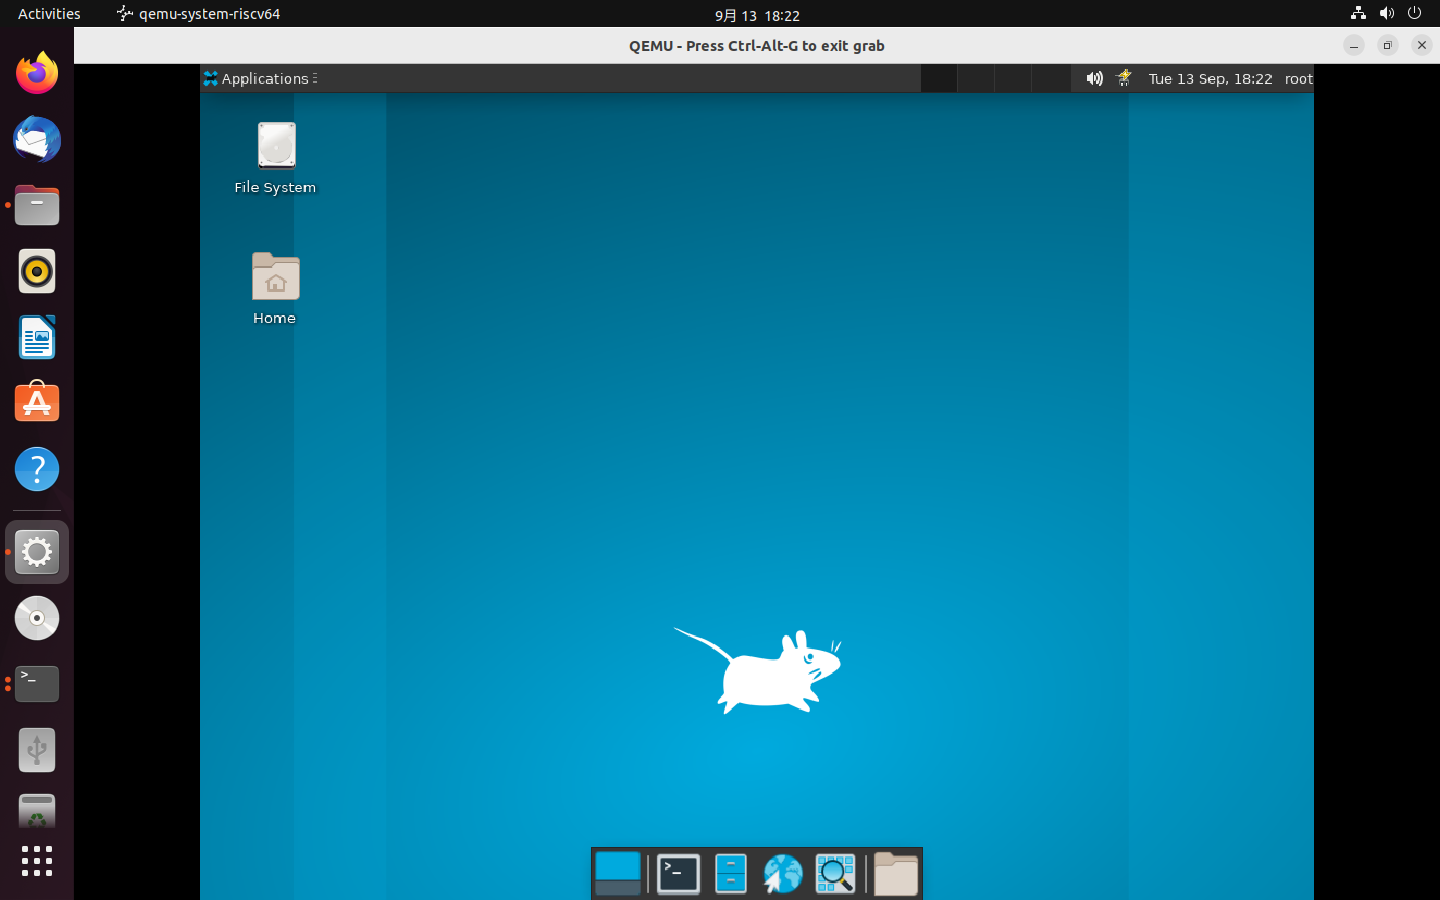 Activities
qemu-system-riscv64
9月 13 18:22
QEMU - Press Ctrl-Alt-G to exit grab
Applications
Tue 13 Sep, 18:22
root
File System
Home